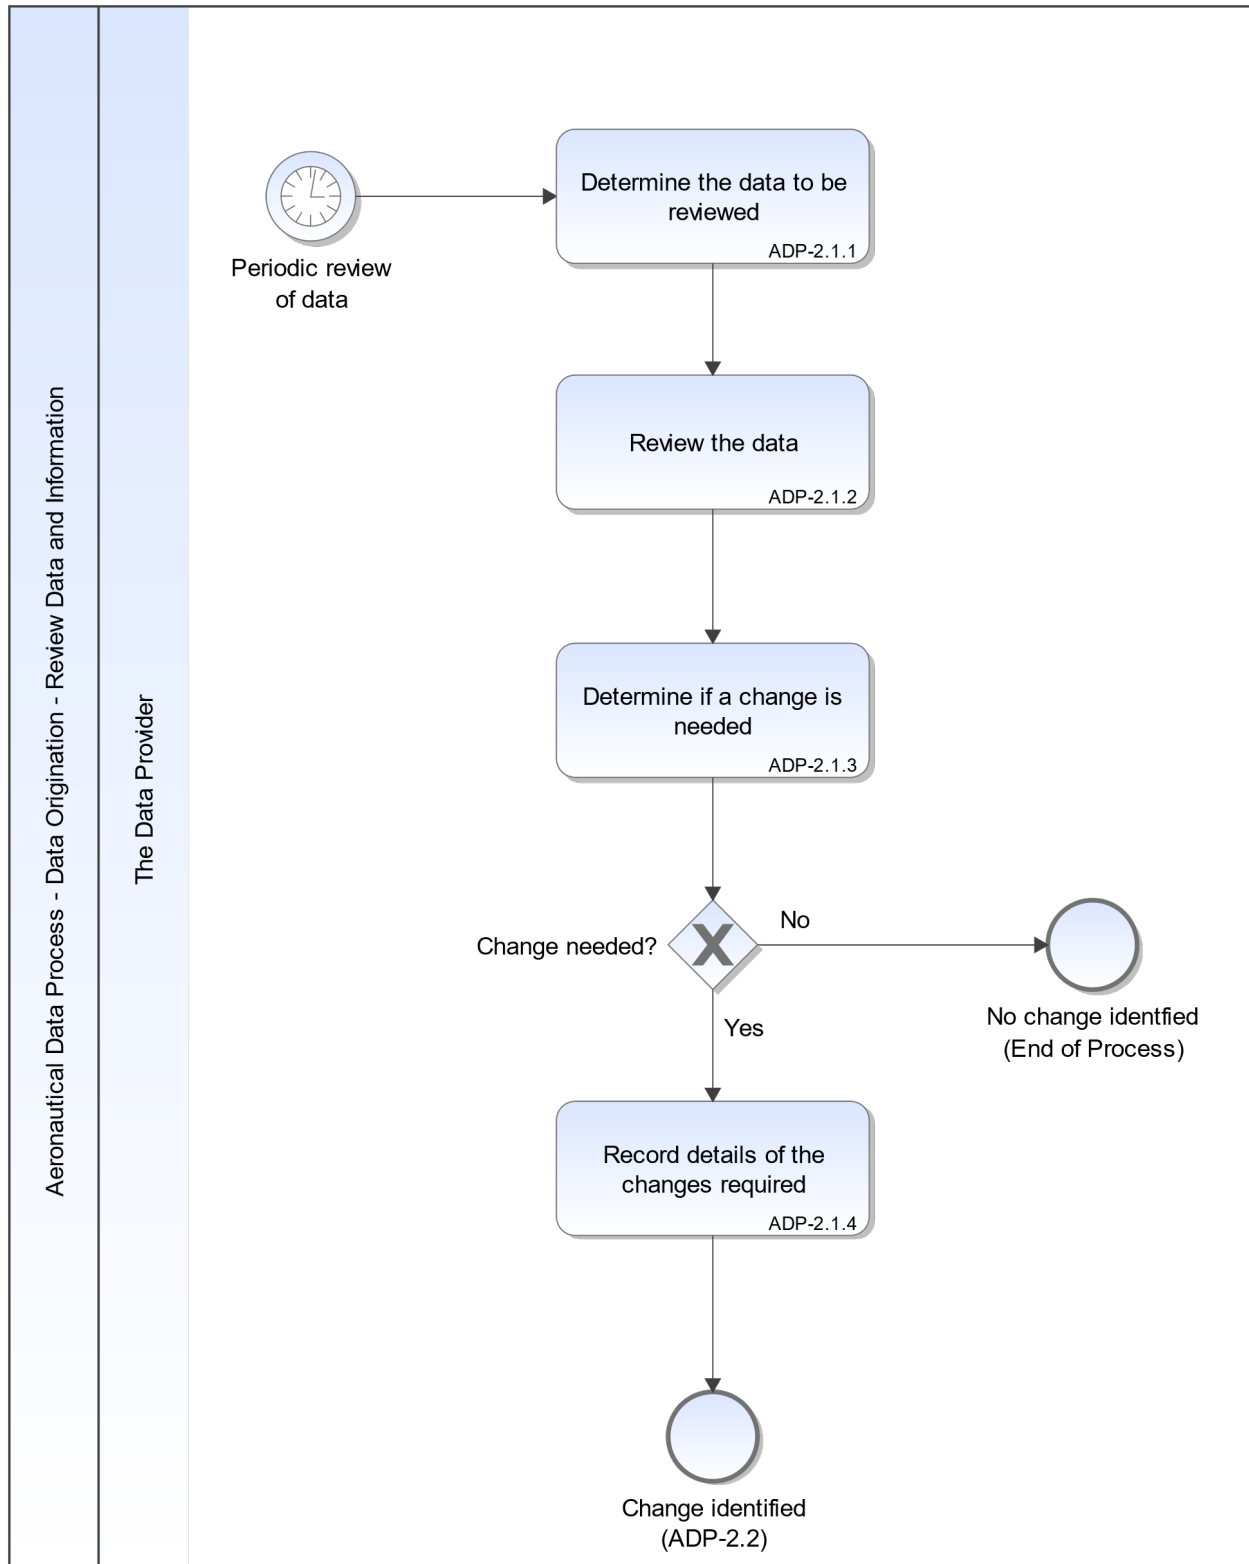 Aeronautical Data Process - Data Origination - Review Data and Information
The Data Provider
Periodic review
of data
Determine the data to be
reviewed
ADP-2.1.1
Review the data
ADP-2.1.2
Determine if a change is
needed
ADP-2.1.3
Change needed?
No
No change identfied
(End of Process)
Yes
Record details of the
changes required
ADP-2.1.4
Change identified
(ADP-2.2)